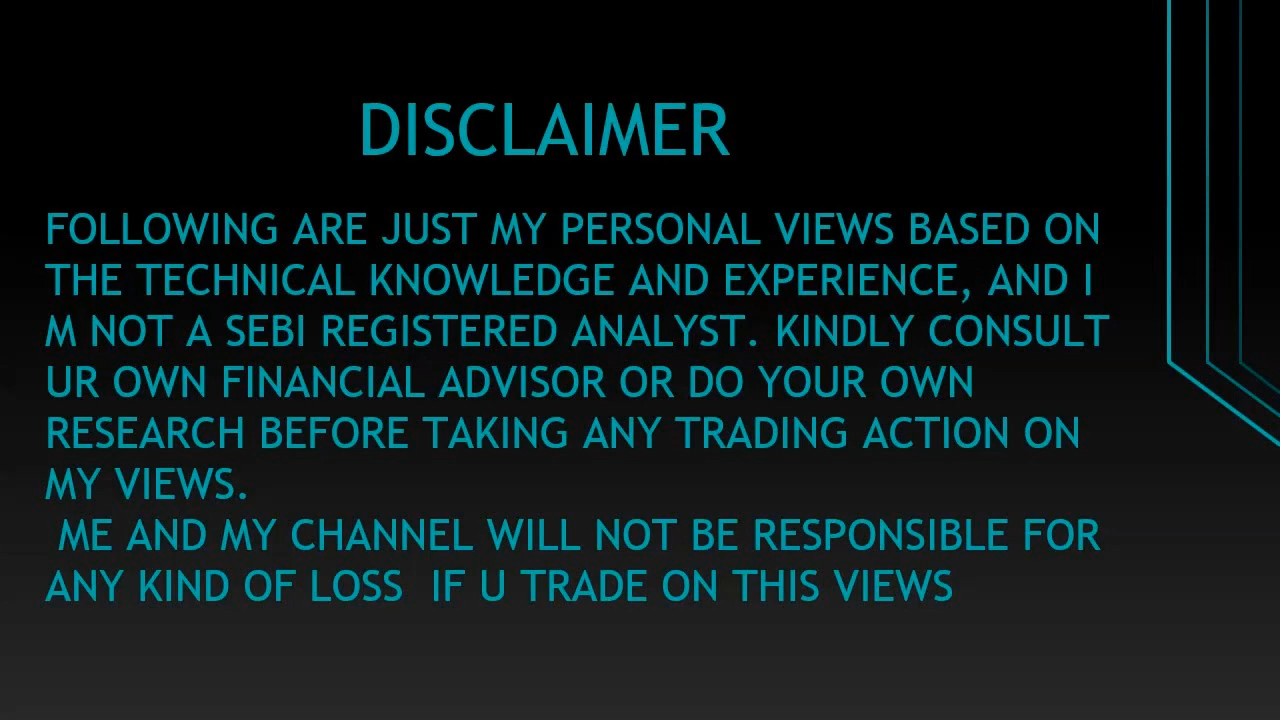 DISCLAIMER
FOLLOWING ARE JUST MY PERSONAL VIEWS BASED ON
THE TECHNICAL KNOWLEDGE AND EXPERIENCE, AND I
M NOT A SEBI REGISTERED ANALYST. KINDLY CONSULT
UR OWN FINANCIAL ADVISOR OR DO YOUR OWN
RESEARCH BEFORE TAKING ANY TRADING ACTION ON
MY VIEWS.
ME AND MY CHANNEL WILL NOT BE RESPONSIBLE FOR
ANY KIND OF LOSS  IF U TRADE ON THIS VIEWS